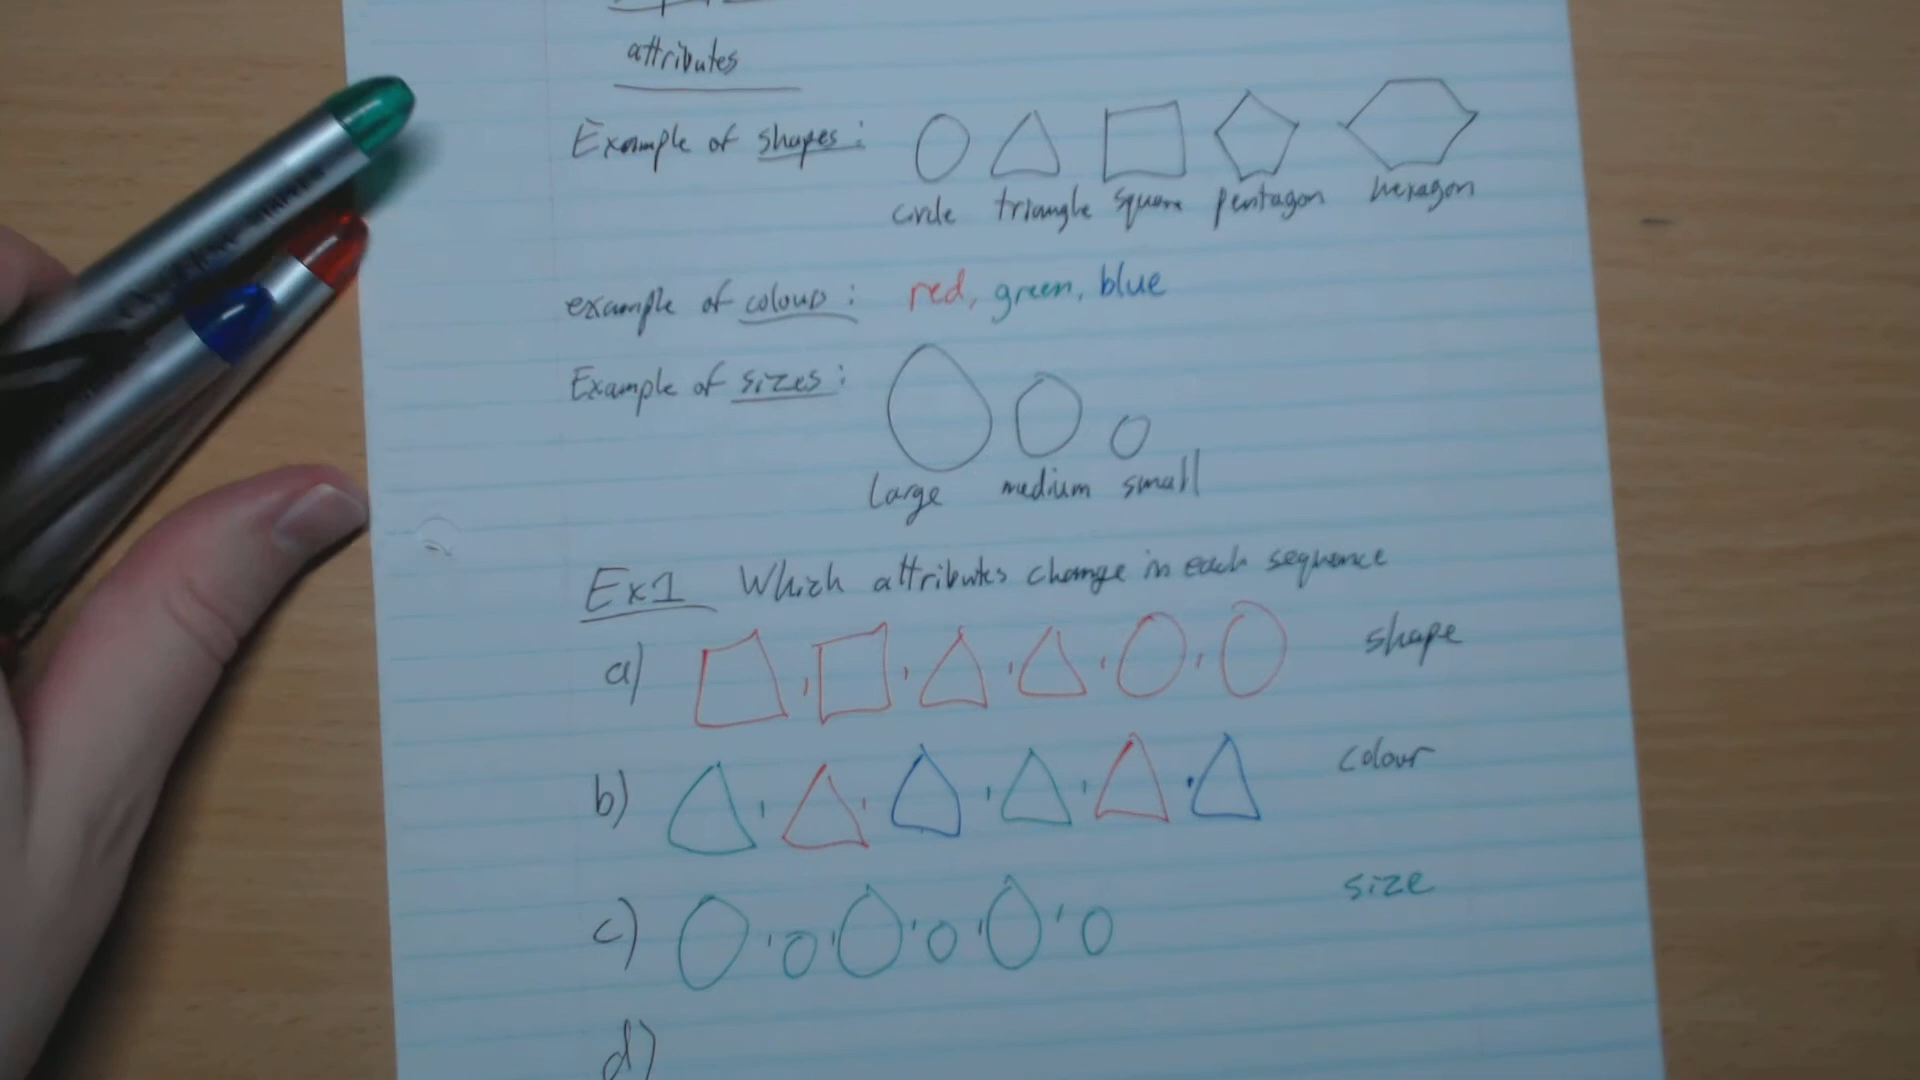 attributes
Example of shapes:
circle triangle square pentagon hexagon
example of colours: red, green, blue
Example of sizes:
large medium small
Ex1 Which attributes change in each sequence
a) shape
b) colour
c) size
d)